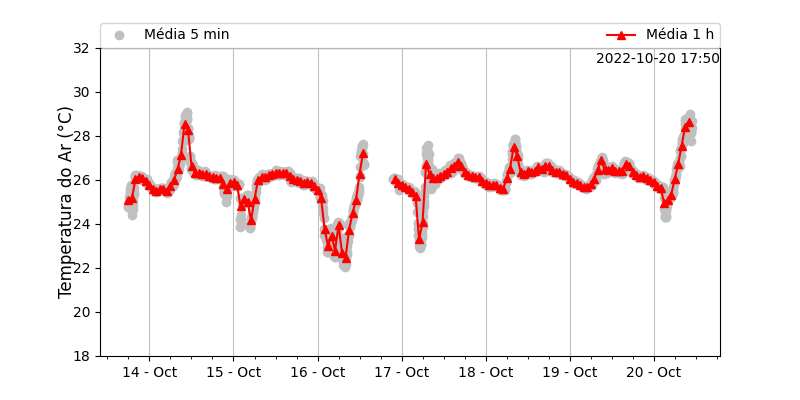 Média 5 min
Média 1 h
2022-10-20 17:50
Temperatura do Ar (°C)
32
30
28
26
24
22
20
18
14 - Oct
15 - Oct
16 - Oct
17 - Oct
18 - Oct
19 - Oct
20 - Oct